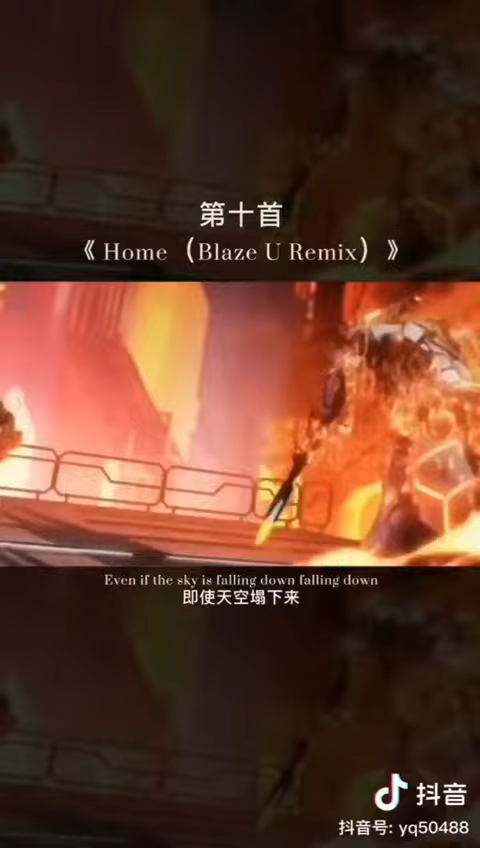 第十首
《 Home（Blaze U Remix）》
Even if the sky is falling down falling down
即使天空塌下来
抖音
抖音号: yq50488